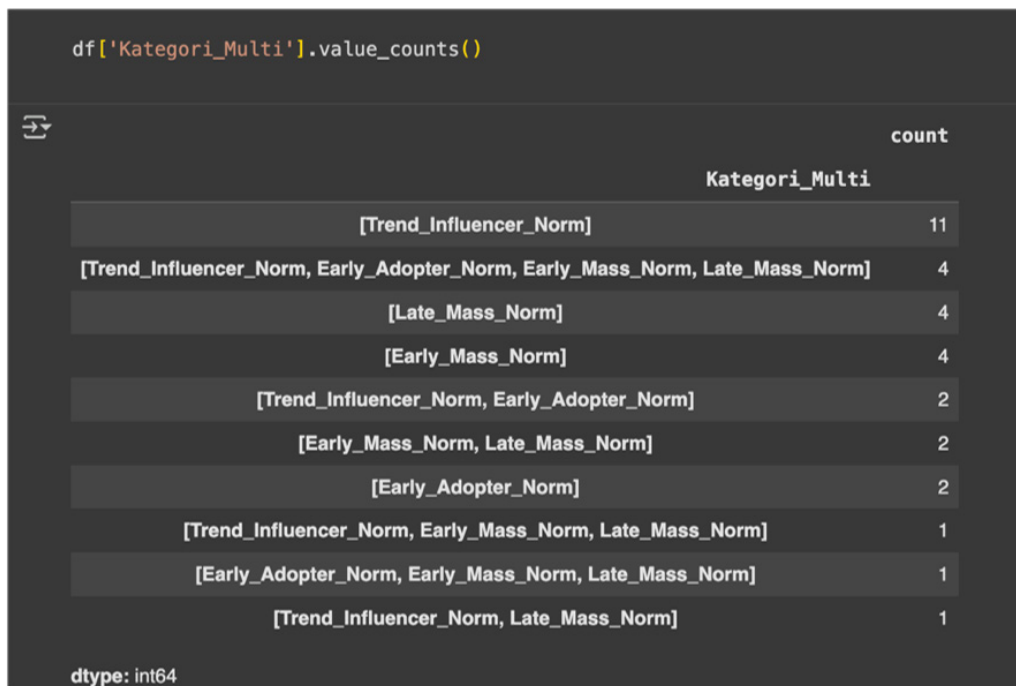 df['Kategori_Multi'].value_counts()
count
Kategori_Multi
[Trend_Influencer_Norm] 11
[Trend_Influencer_Norm, Early_Adopter_Norm, Early_Mass_Norm, Late_Mass_Norm] 4
[Late_Mass_Norm] 4
[Early_Mass_Norm] 4
[Trend_Influencer_Norm, Early_Adopter_Norm] 2
[Early_Mass_Norm, Late_Mass_Norm] 2
[Early_Adopter_Norm] 2
[Trend_Influencer_Norm, Early_Mass_Norm, Late_Mass_Norm] 1
[Early_Adopter_Norm, Early_Mass_Norm, Late_Mass_Norm] 1
[Trend_Influencer_Norm, Late_Mass_Norm] 1
dtype: int64